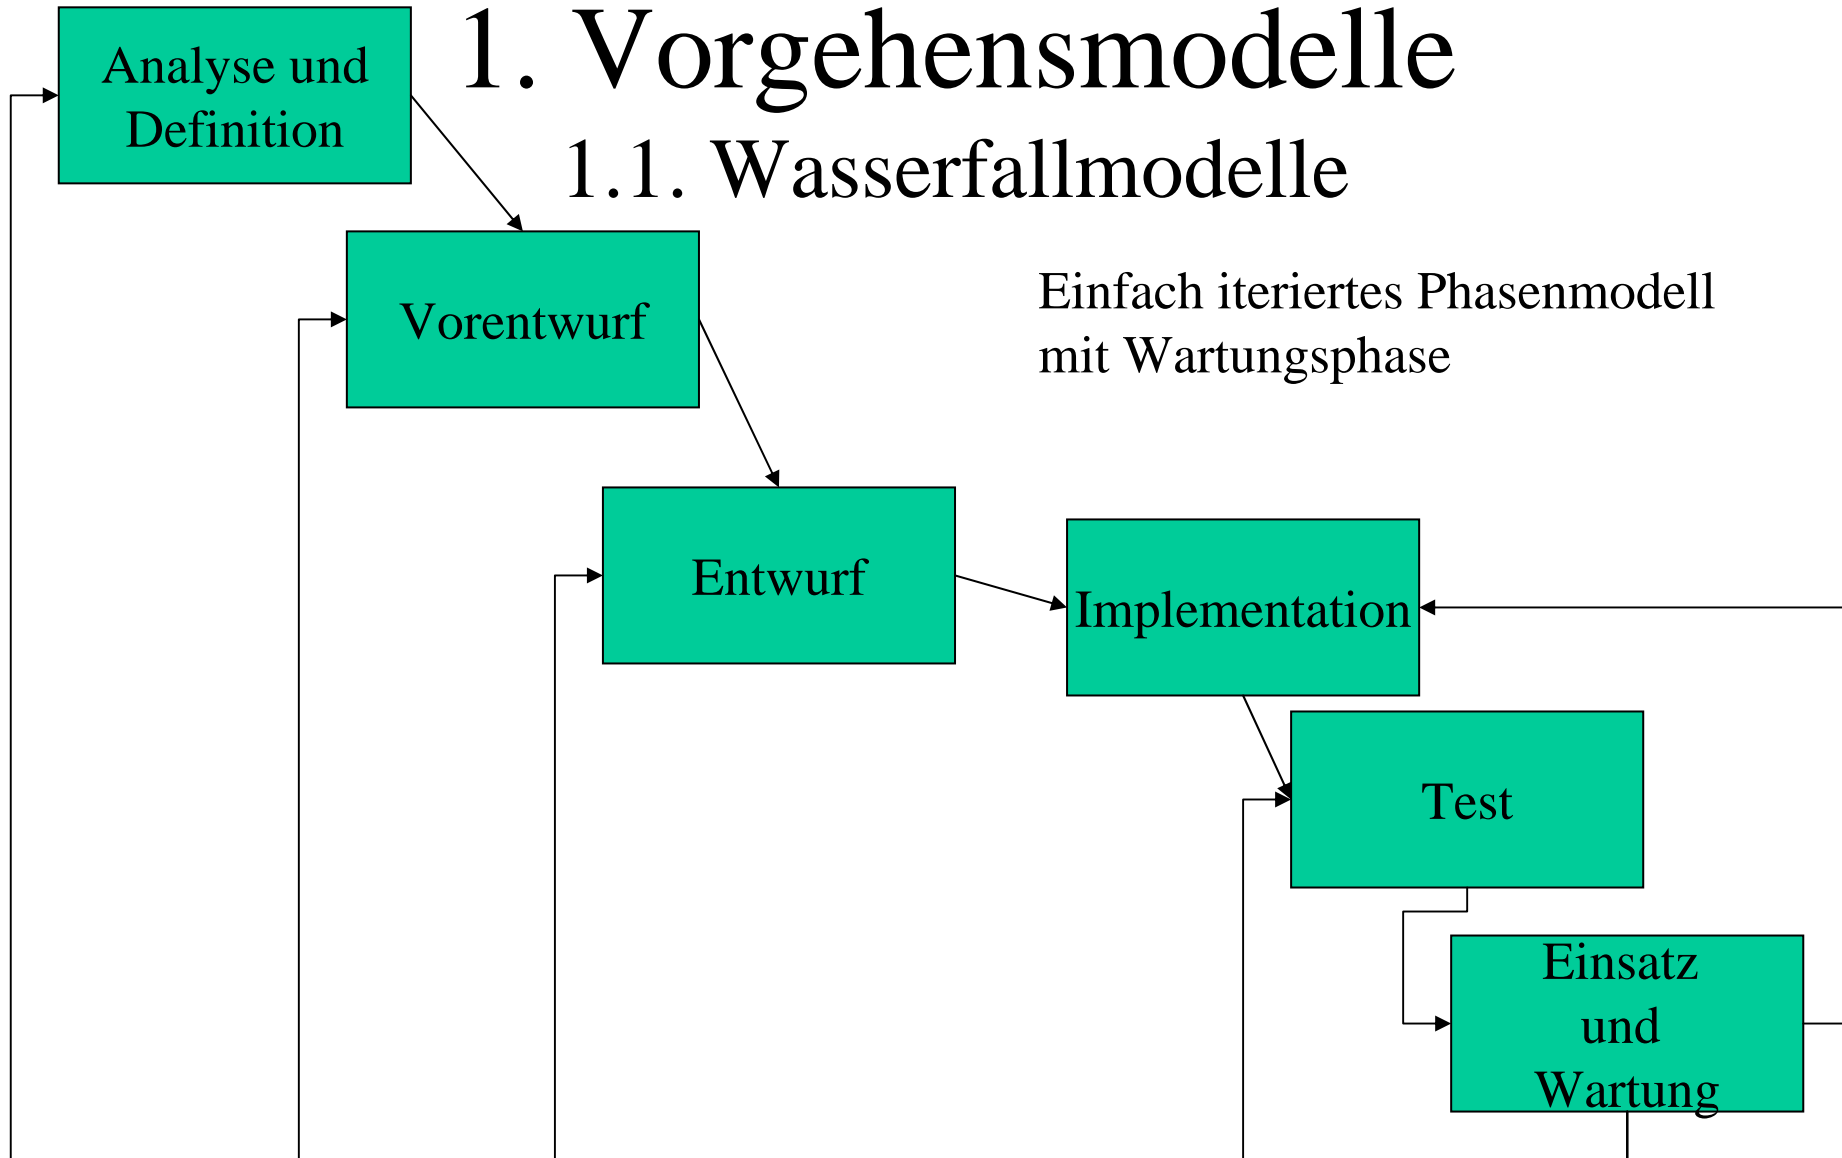 1. Vorgehensmodelle
1.1. Wasserfallmodelle
Analyse und
Definition
Vorentwurf
Einfach iteriertes Phasenmodell
mit Wartungsphase
Entwurf
Implementation
Test
Einsatz
und
Wartung